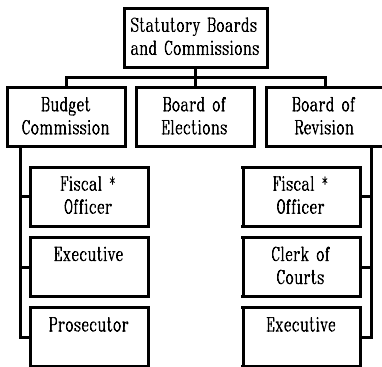 Statutory Boards
and Commissions
Budget
Commission
Board of
Elections
Board of
Revision
Fiscal *
Officer
Executive
Prosecutor
Fiscal *
Officer
Clerk of
Courts
Executive